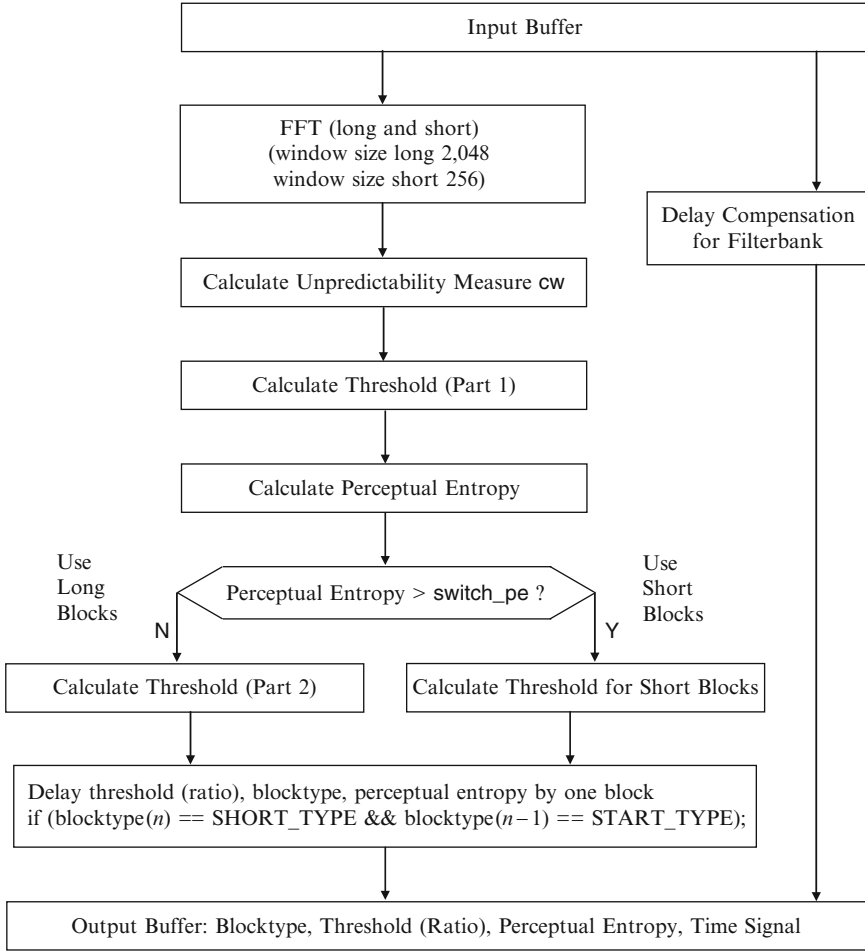 Input Buffer
FFT (long and short)
(window size long 2,048
window size short 256)
Delay Compensation
for Filterbank
Calculate Unpredictability Measure cw
Calculate Threshold (Part 1)
Calculate Perceptual Entropy
Use
Long
Blocks
Perceptual Entropy > switch_pe ?
Use
Short
Blocks
N
Y
Calculate Threshold (Part 2)
Calculate Threshold for Short Blocks
Delay threshold (ratio), blocktype, perceptual entropy by one block
if (blocktype(n) == SHORT_TYPE && blocktype(n−1) == START_TYPE);
Output Buffer: Blocktype, Threshold (Ratio), Perceptual Entropy, Time Signal